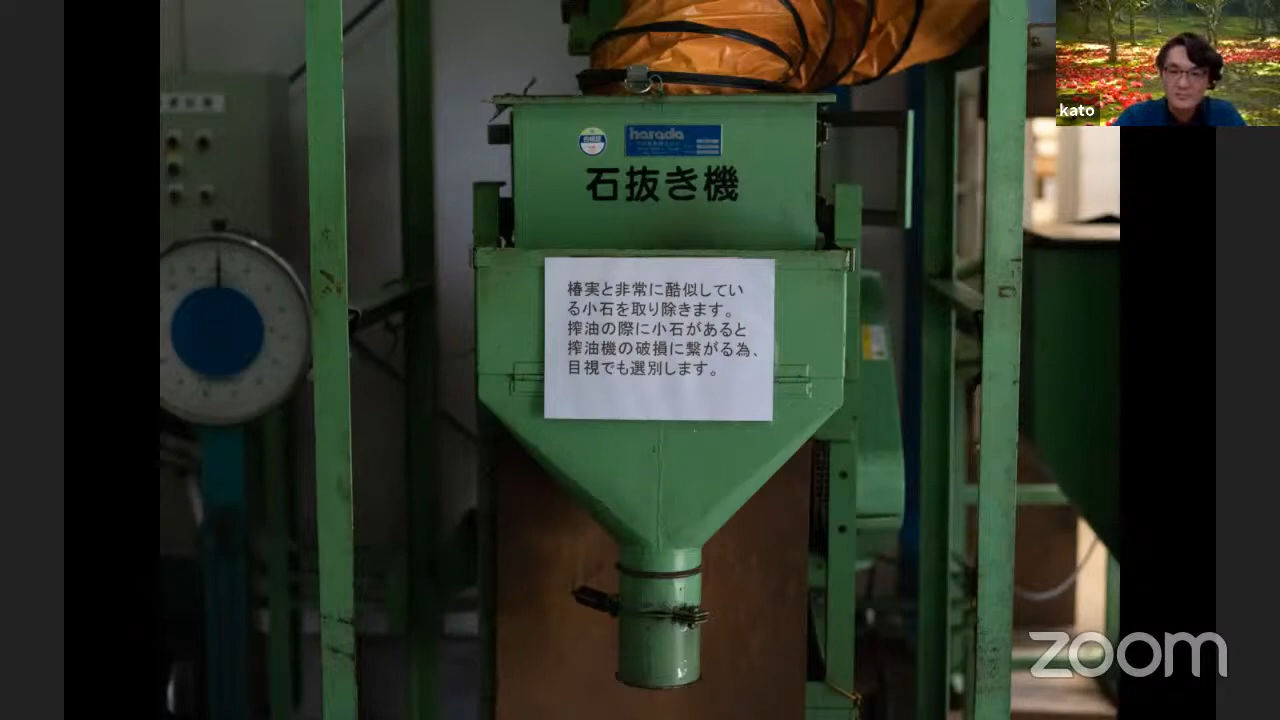 kato
harada
石抜き機
椿実と非常に酷似してい
る小石を取り除きます。
搾油の際に小石があると
搾油機の破損に繋がる為、
目視でも選別します。
zoom